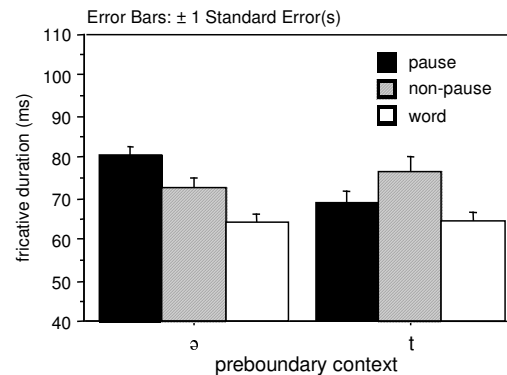 Error Bars: ± 1 Standard Error(s)
110
100
90
80
70
60
50
40
fricative duration (ms)
pause
non-pause
word
ə
t
preboundary context